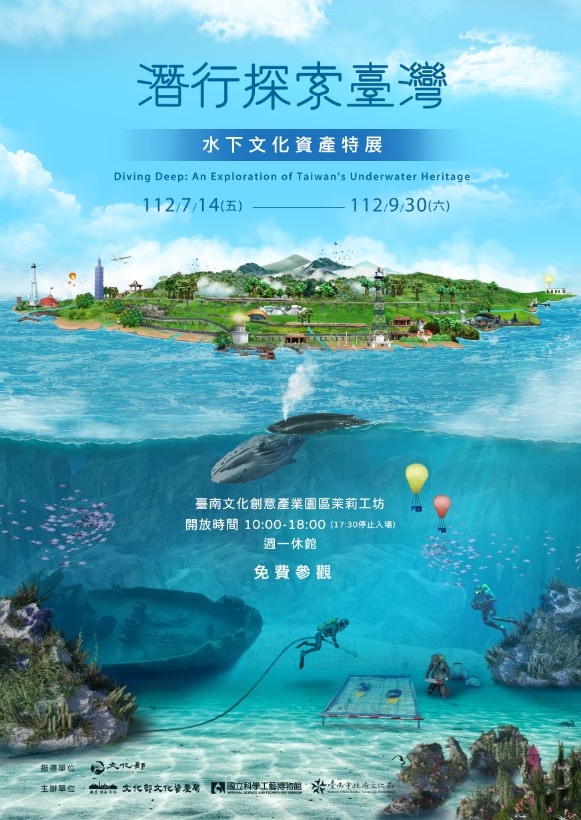 潛行探索臺灣
水下文化資產特展
Diving Deep: An Exploration of Taiwan's Underwater Heritage
112/7/14(五) 112/9/30(六)
臺南文化創意產業園區茉莉工坊
開放時間 10:00-18:00 (17:30停止入場)
週一休館
免費參觀
指導單位 文化部
主辦單位 文化部文化資產局 國立科學工藝博物館 臺南市政府文化局
NATIONAL SCIENCE AND TECHNOLOGY MUSEUM